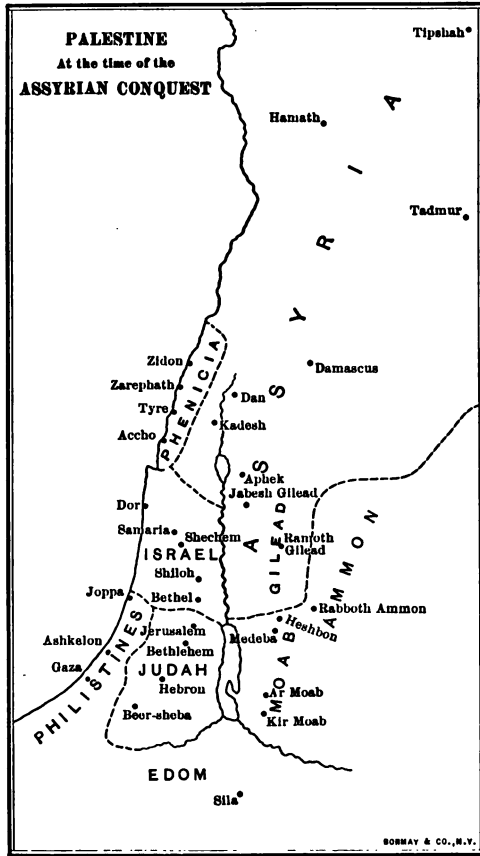 PALESTINE
At the time of the
ASSYRIAN CONQUEST
Tipshah
Hamath
Tadmur
ASSYRIA
Zidon
Damascus
Zarephath
PHENICIA
Dan
Tyre
Kadesh
Accho
Aphek
Jabesh Gilead
Dor
Samaria
Shechem
Ramoth
Gilead
GILEAD
ISRAEL
AMMON
Shiloh
Joppa
Bethel
Rabboth Ammon
Heshbon
Jerusalem
Medeba
Ashkelon
Bethlehem
MOAB
Gaza
JUDAH
Hebron
PHILISTINES
Ar Moab
Beer-sheba
Kir Moab
EDOM
Sila
BORMAY & CO., N.Y.